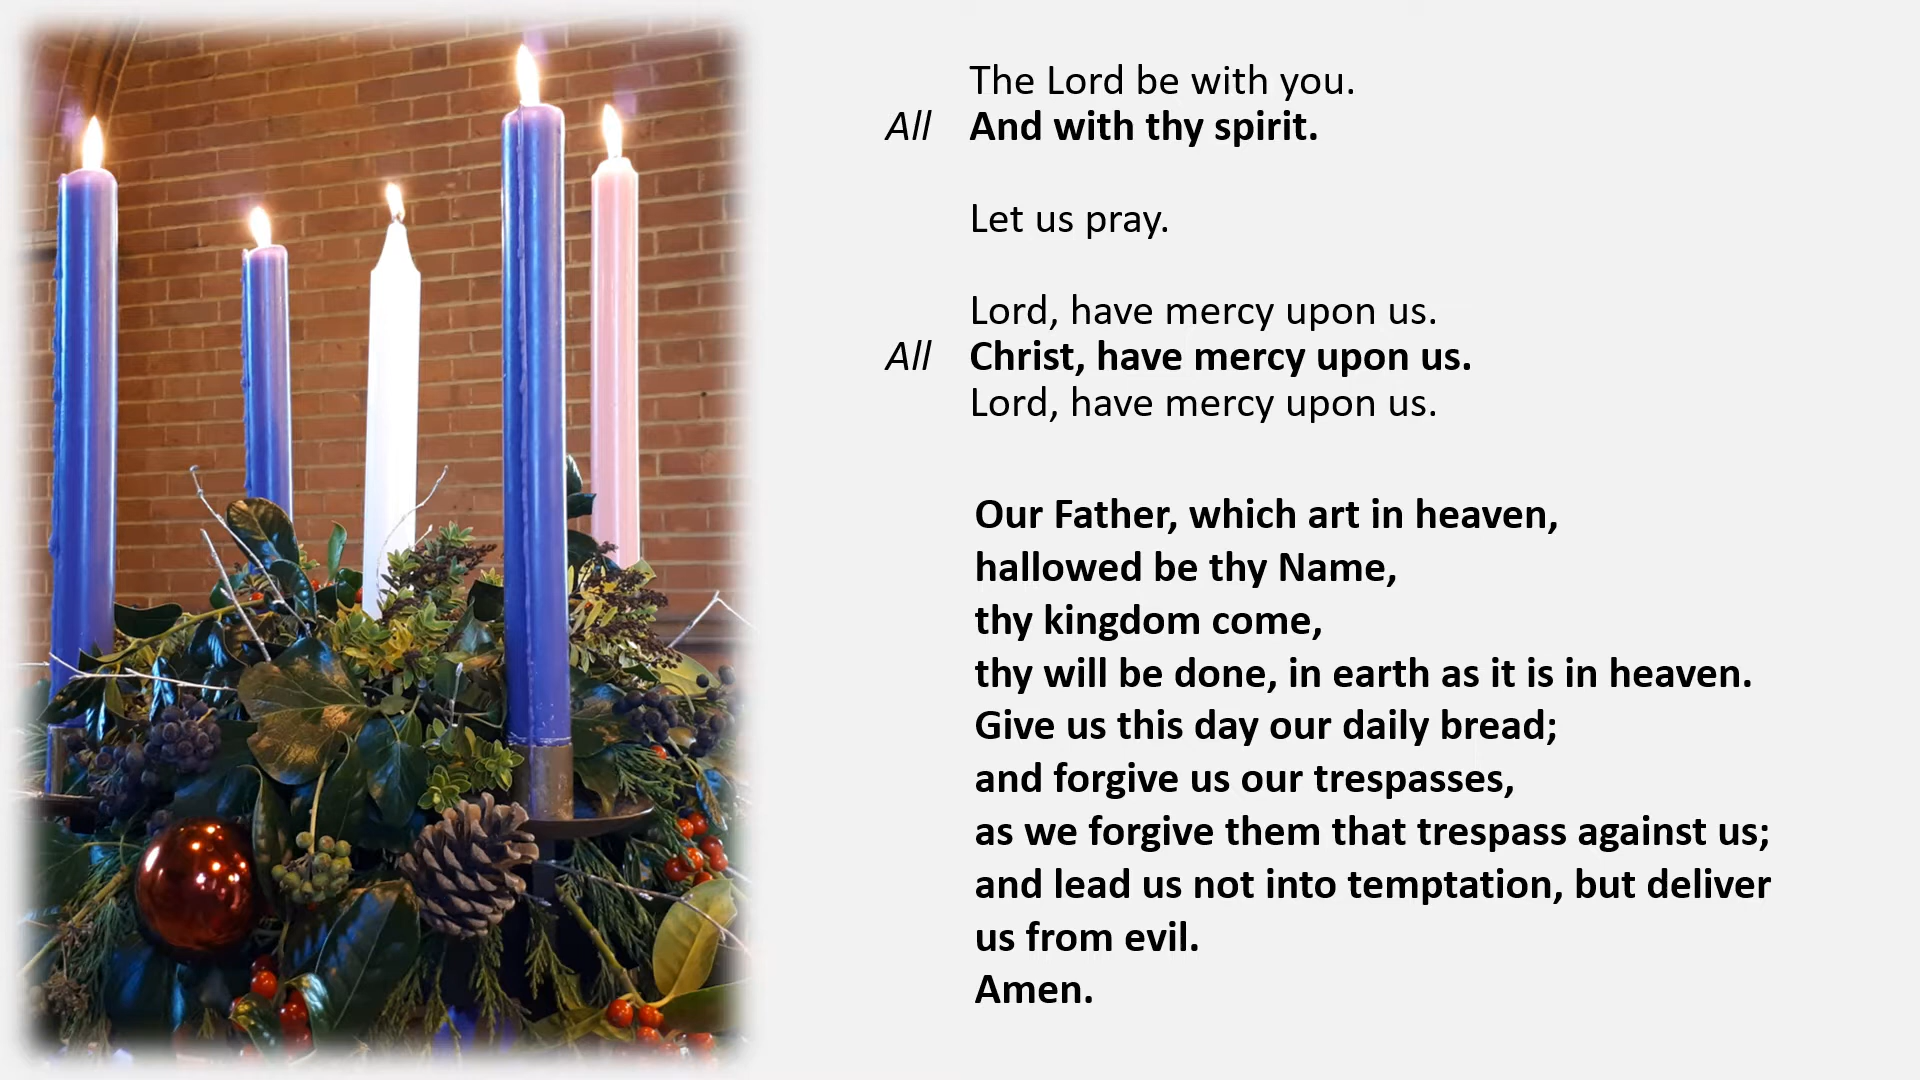 The Lord be with you.
All And with thy spirit.
Let us pray.
Lord, have mercy upon us.
All Christ, have mercy upon us.
Lord, have mercy upon us.
Our Father, which art in heaven,
hallowed be thy Name,
thy kingdom come,
thy will be done, in earth as it is in heaven.
Give us this day our daily bread;
and forgive us our trespasses,
as we forgive them that trespass against us;
and lead us not into temptation, but deliver
us from evil.
Amen.